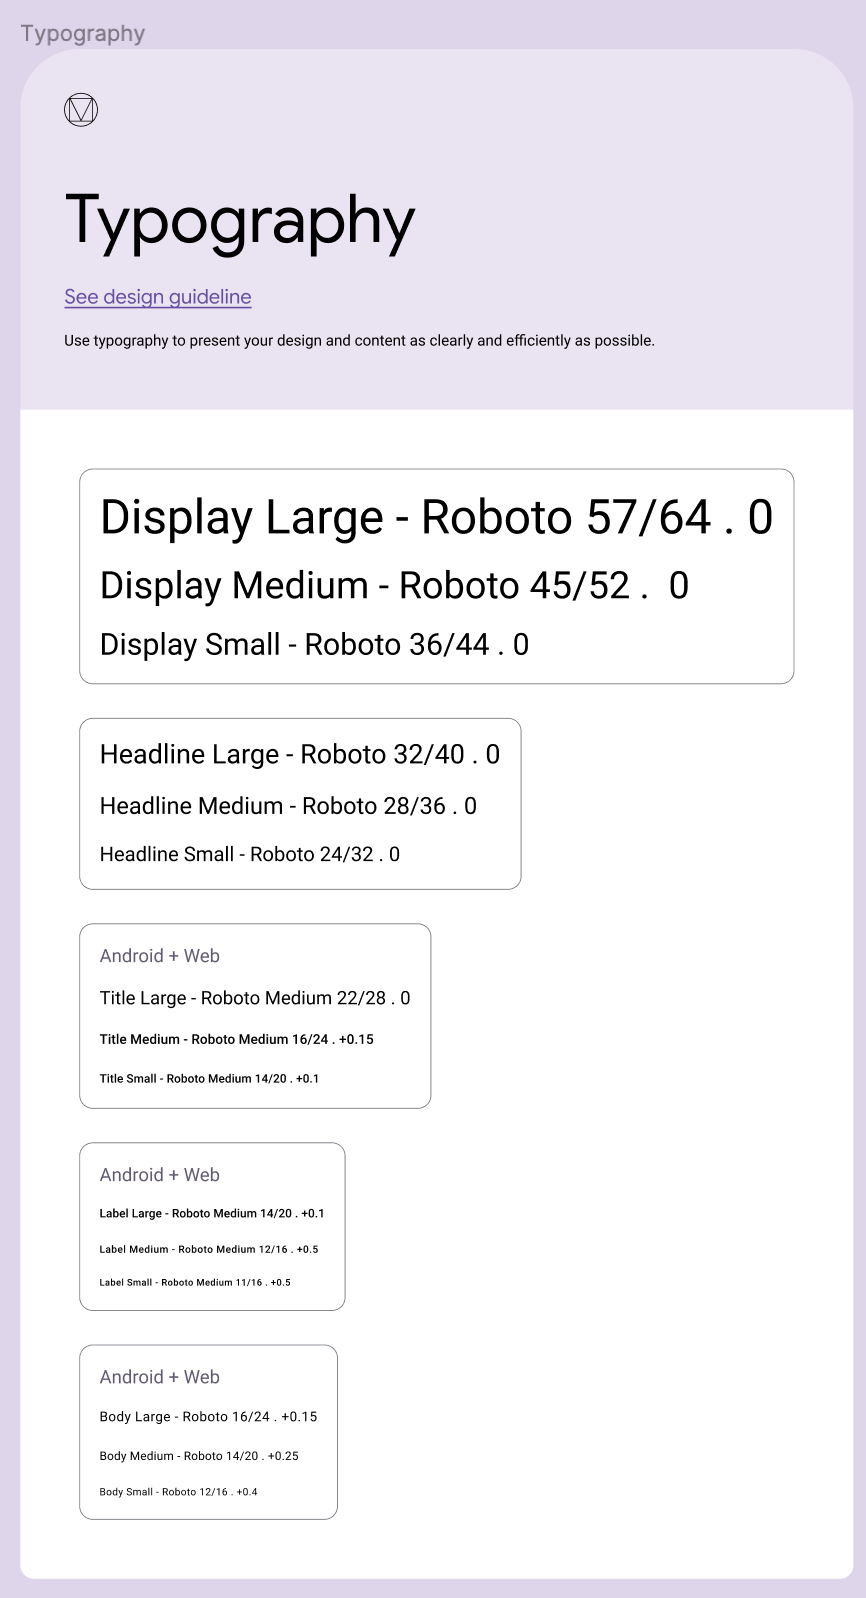 Typography
Typography
See design guideline
Use typography to present your design and content as clearly and efficiently as possible.
Display Large - Roboto 57/64 . 0
Display Medium - Roboto 45/52 .  0
Display Small - Roboto 36/44 . 0
Headline Large - Roboto 32/40 . 0
Headline Medium - Roboto 28/36 . 0
Headline Small - Roboto 24/32 . 0
Android + Web
Title Large - Roboto Medium 22/28 . 0
Title Medium - Roboto Medium 16/24 . +0.15
Title Small - Roboto Medium 14/20 . +0.1
Android + Web
Label Large - Roboto Medium 14/20 . +0.1
Label Medium - Roboto Medium 12/16 . +0.5
Label Small - Roboto Medium 11/16 . +0.5
Android + Web
Body Large - Roboto 16/24 . +0.15
Body Medium - Roboto 14/20 . +0.25
Body Small - Roboto 12/16 . +0.4